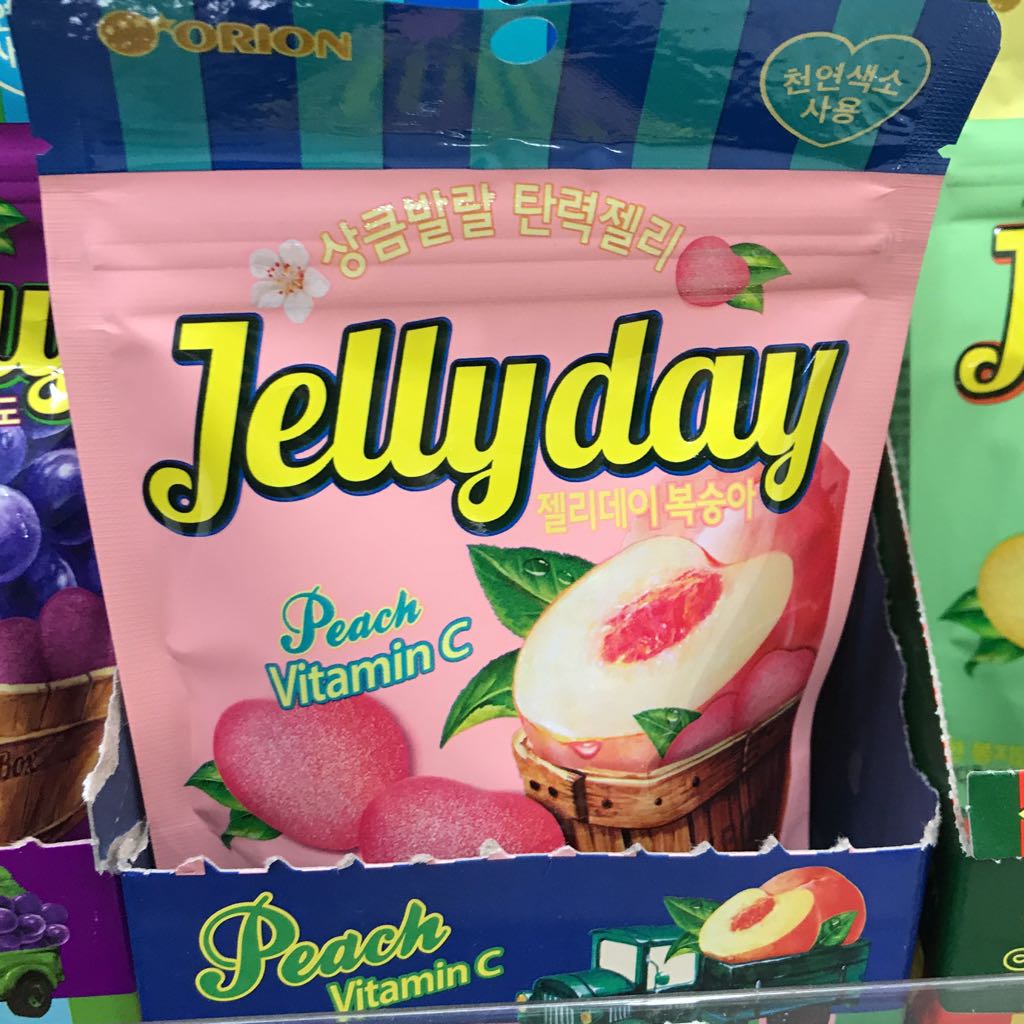 ORION
천연색소
사용
상큼발랄 탄력젤리
Jellyday
젤리데이 복숭아
Peach
Vitamin C
Box
Peach
Vitamin C